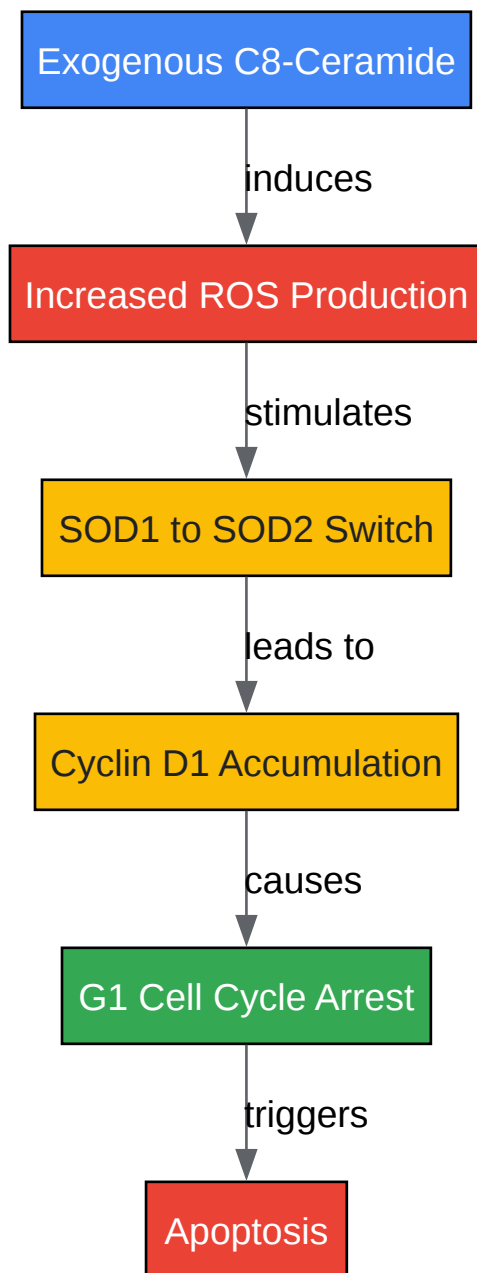 Exogenous C8-Ceramide
induces
Increased ROS Production
stimulates
SOD1 to SOD2 Switch
leads to
Cyclin D1 Accumulation
causes
G1 Cell Cycle Arrest
triggers
Apoptosis